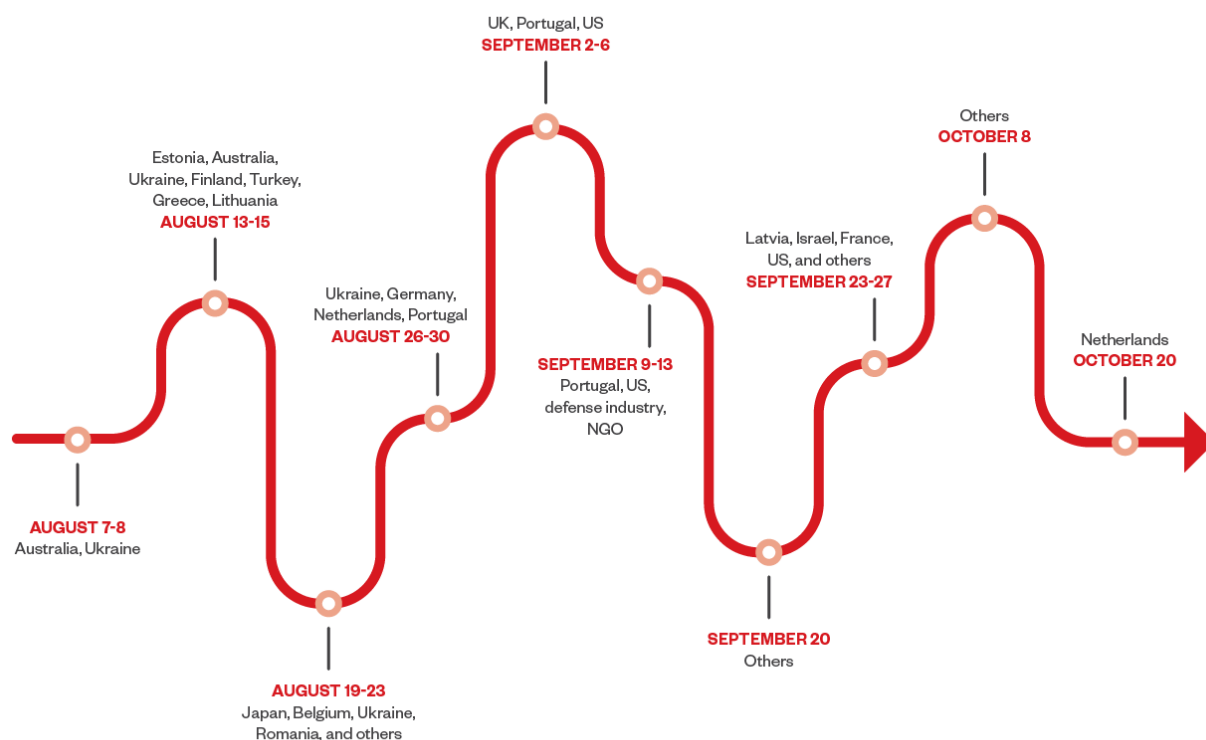 AUGUST 7-8
Australia, Ukraine
Estonia, Australia,
Ukraine, Finland, Turkey,
Greece, Lithuania
AUGUST 13-15
AUGUST 19-23
Japan, Belgium, Ukraine,
Romania, and others
Ukraine, Germany,
Netherlands, Portugal
AUGUST 26-30
UK, Portugal, US
SEPTEMBER 2-6
SEPTEMBER 9-13
Portugal, US,
defense industry,
NGO
SEPTEMBER 20
Others
Latvia, Israel, France,
US, and others
SEPTEMBER 23-27
Others
OCTOBER 8
Netherlands
OCTOBER 20